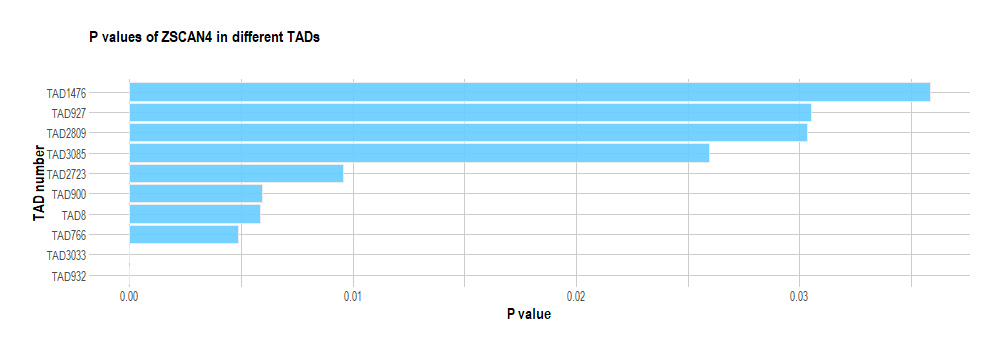 P values of ZSCAN4 in different TADs
TAD number
TAD1476
TAD927
TAD2809
TAD3085
TAD2723
TAD900
TAD8
TAD766
TAD3033
TAD932
0.00 0.01 0.02 0.03
P value